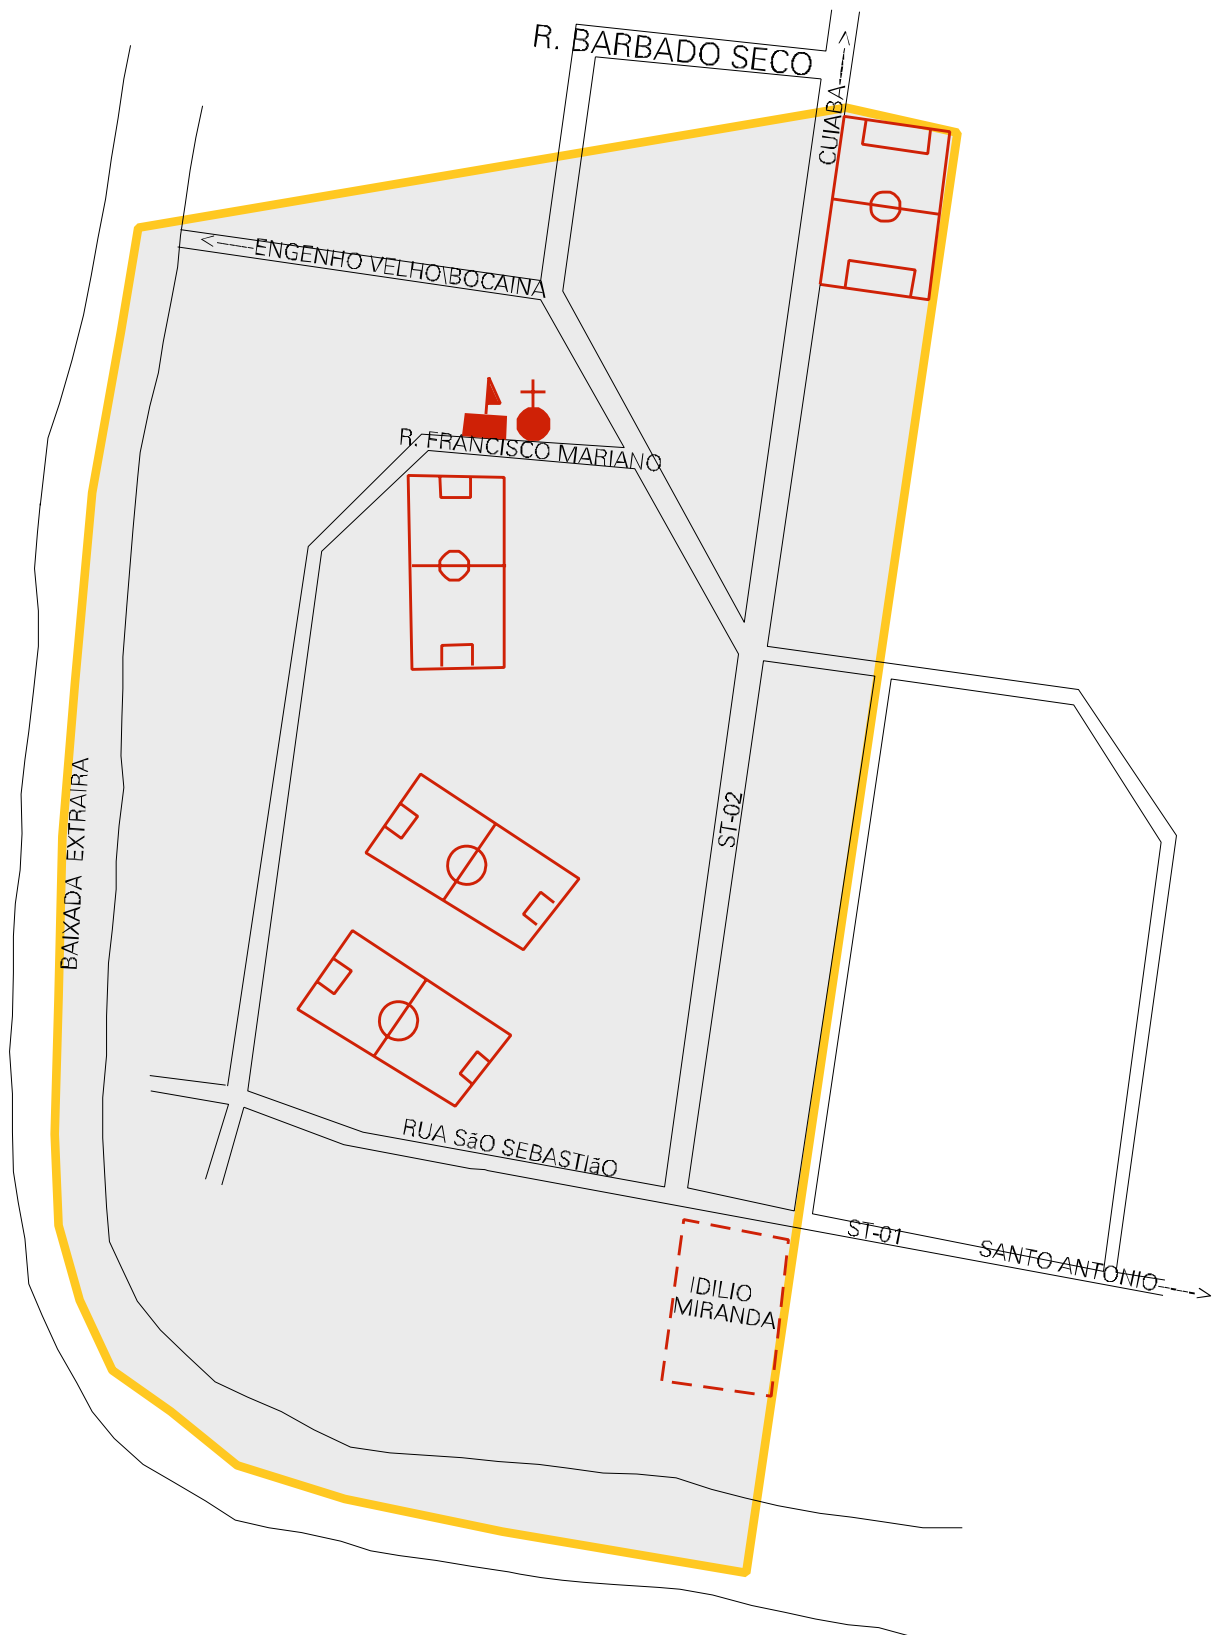 R. BARBADO SECO
CUIABA
ENGENHO VELHO\BOCAINA
R. FRANCISCO MARIANO
BAIXADA EXTRAIRA
ST-02
RUA SãO SEBASTIãO
ST-01
SANTO ANTONIO
IDILIO
MIRANDA